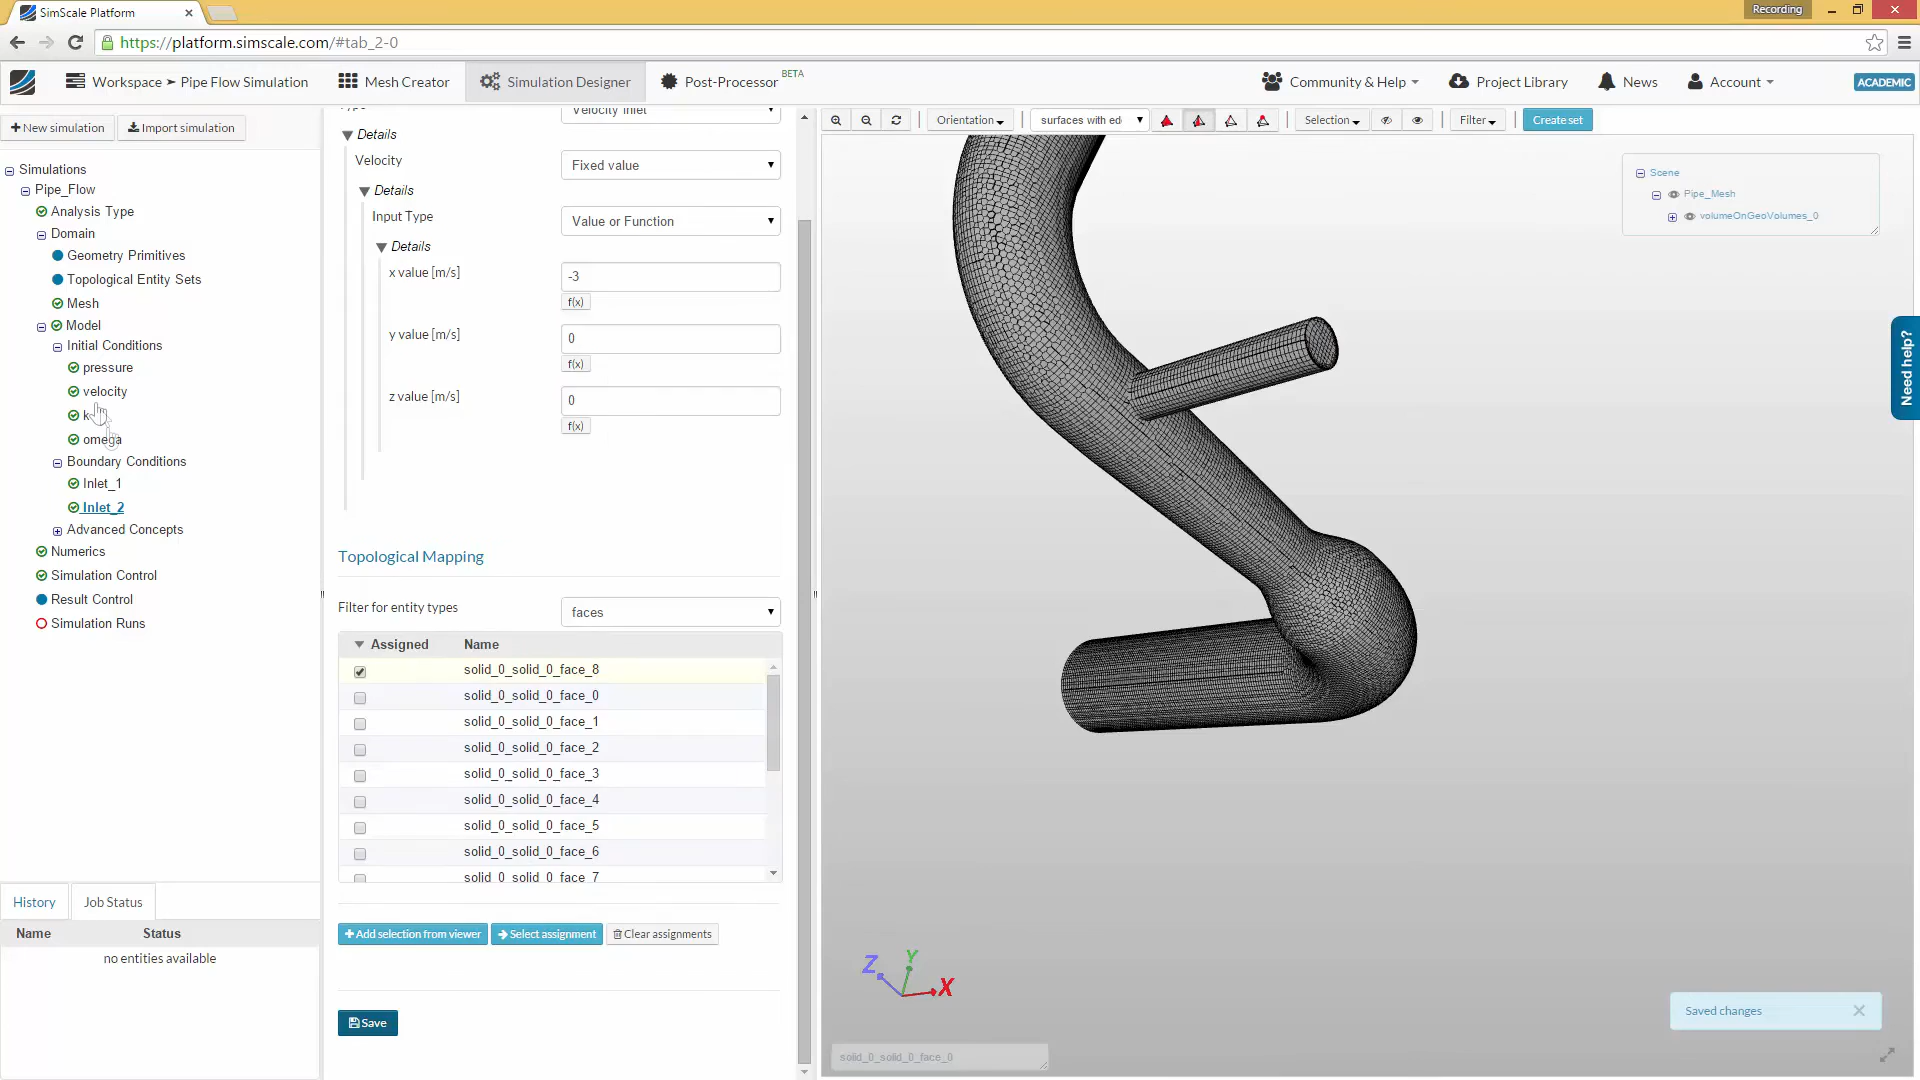 SimScale Platform
Recording
https://platform.simscale.com/#tab_2-0
Workspace ➤ Pipe Flow Simulation
Mesh Creator
Simulation Designer
Post-Processor BETA
Community & Help
Project Library
News
Account
ACADEMIC
New simulation
Import simulation
Simulations
Pipe_Flow
Analysis Type
Domain
Geometry Primitives
Topological Entity Sets
Mesh
Model
Initial Conditions
pressure
velocity
k
omega
Boundary Conditions
Inlet_1
Inlet_2
Advanced Concepts
Numerics
Simulation Control
Result Control
Simulation Runs
History
Job Status
Name Status
no entities available
Velocity Inlet
Details
Velocity
Fixed value
Details
Input Type
Value or Function
Details
x value [m/s]
-3
f(x)
y value [m/s]
0
f(x)
z value [m/s]
0
f(x)
Topological Mapping
Filter for entity types
faces
Assigned Name
solid_0_solid_0_face_8
solid_0_solid_0_face_0
solid_0_solid_0_face_1
solid_0_solid_0_face_2
solid_0_solid_0_face_3
solid_0_solid_0_face_4
solid_0_solid_0_face_5
solid_0_solid_0_face_6
solid_0_solid_0_face_7
Add selection from viewer
Select assignment
Clear assignments
Save
Orientation
surfaces with ed
Selection
Filter
Create set
Scene
Pipe_Mesh
volumeOnGeoVolumes_0
Need help?
Z
Y
X
Saved changes
solid_0_solid_0_face_0